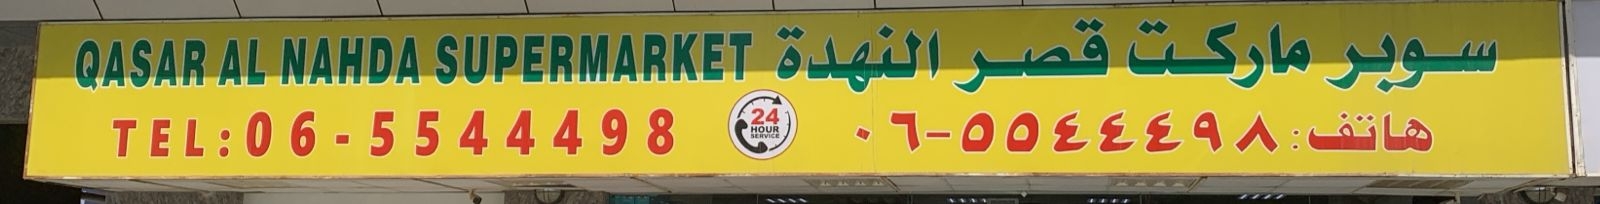 QASAR AL NAHDA SUPERMARKET
سوبر ماركت قصر النهدة
TEL: 06-5544498
24
HOUR
SERVICE
هاتف: ٥٥٤٤٤٩٨-٠٦